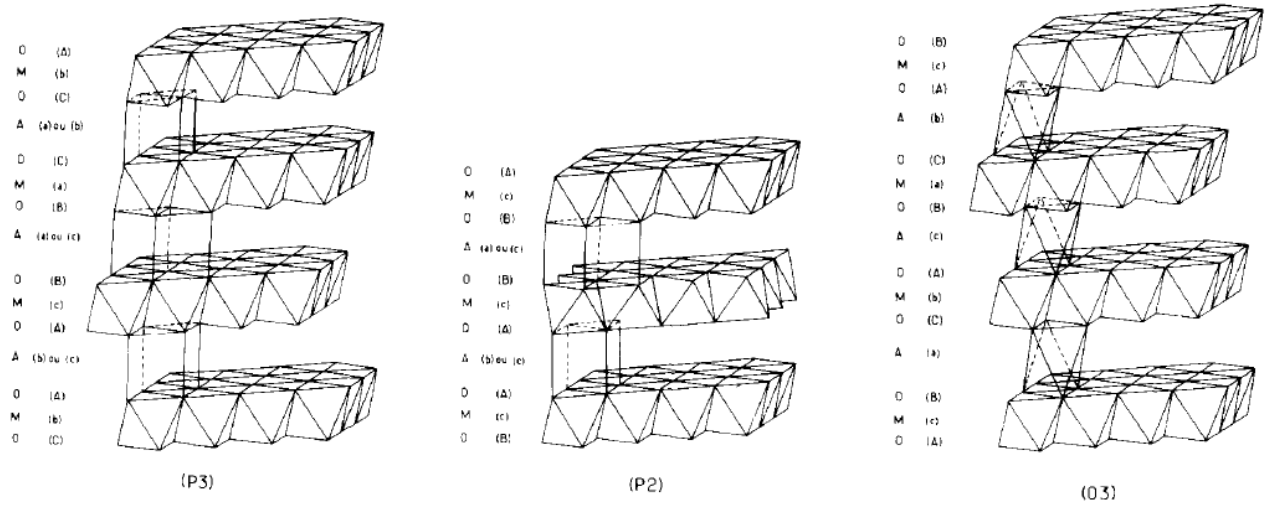 O (A)
M (b)
O (C)
A (a) ou (b)
O (C)
M (a)
O (B)
A (a) ou (c)
O (B)
M (c)
O (A)
A (b) ou (c)
O (A)
M (b)
O (C)
(P3)
O (A)
M (c)
O (B)
A (a) ou (c)
O (B)
M (c)
O (A)
A (b) ou (c)
O (A)
M (c)
O (B)
(P2)
O (B)
M (c)
O (A)
A (b)
O (C)
M (a)
O (B)
A (c)
O (A)
M (b)
O (C)
A (a)
O (B)
M (c)
O (A)
(O3)